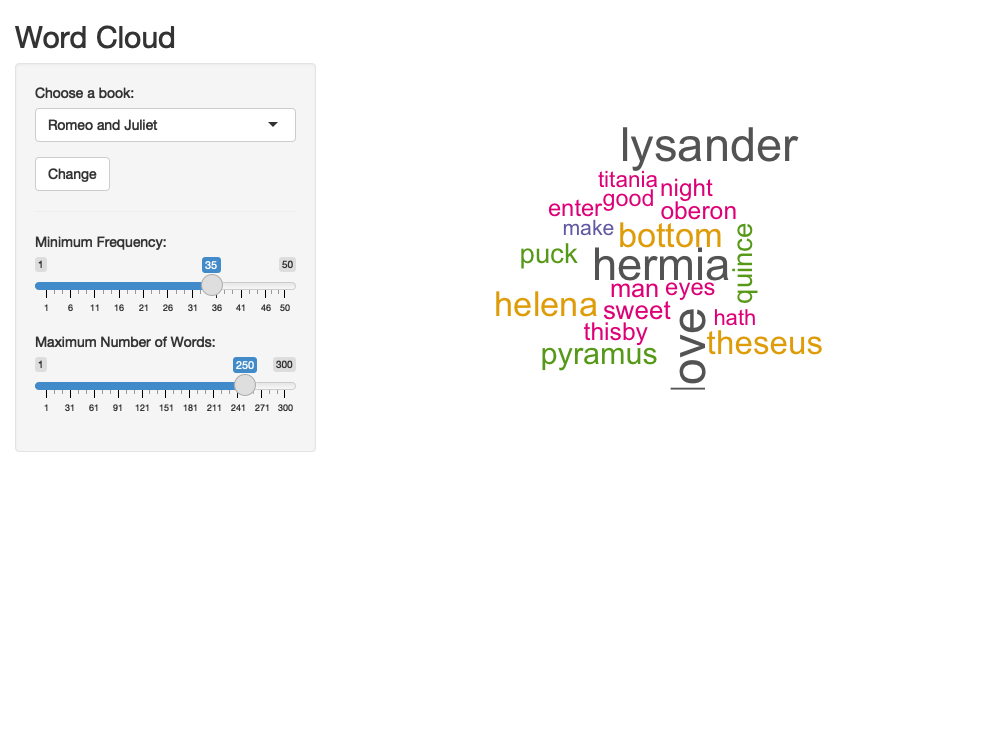 Word Cloud
Choose a book:
Romeo and Juliet
Change
Minimum Frequency:
1 35 50
1 6 11 16 21 26 31 36 41 46 50
Maximum Number of Words:
1 250 300
1 31 61 91 121 151 181 211 241 271 300
lysander
titania
night
good
enter
oberon
make
bottom
quince
puck
hermia
man
eyes
helena
sweet
hath
love
thisby
theseus
pyramus